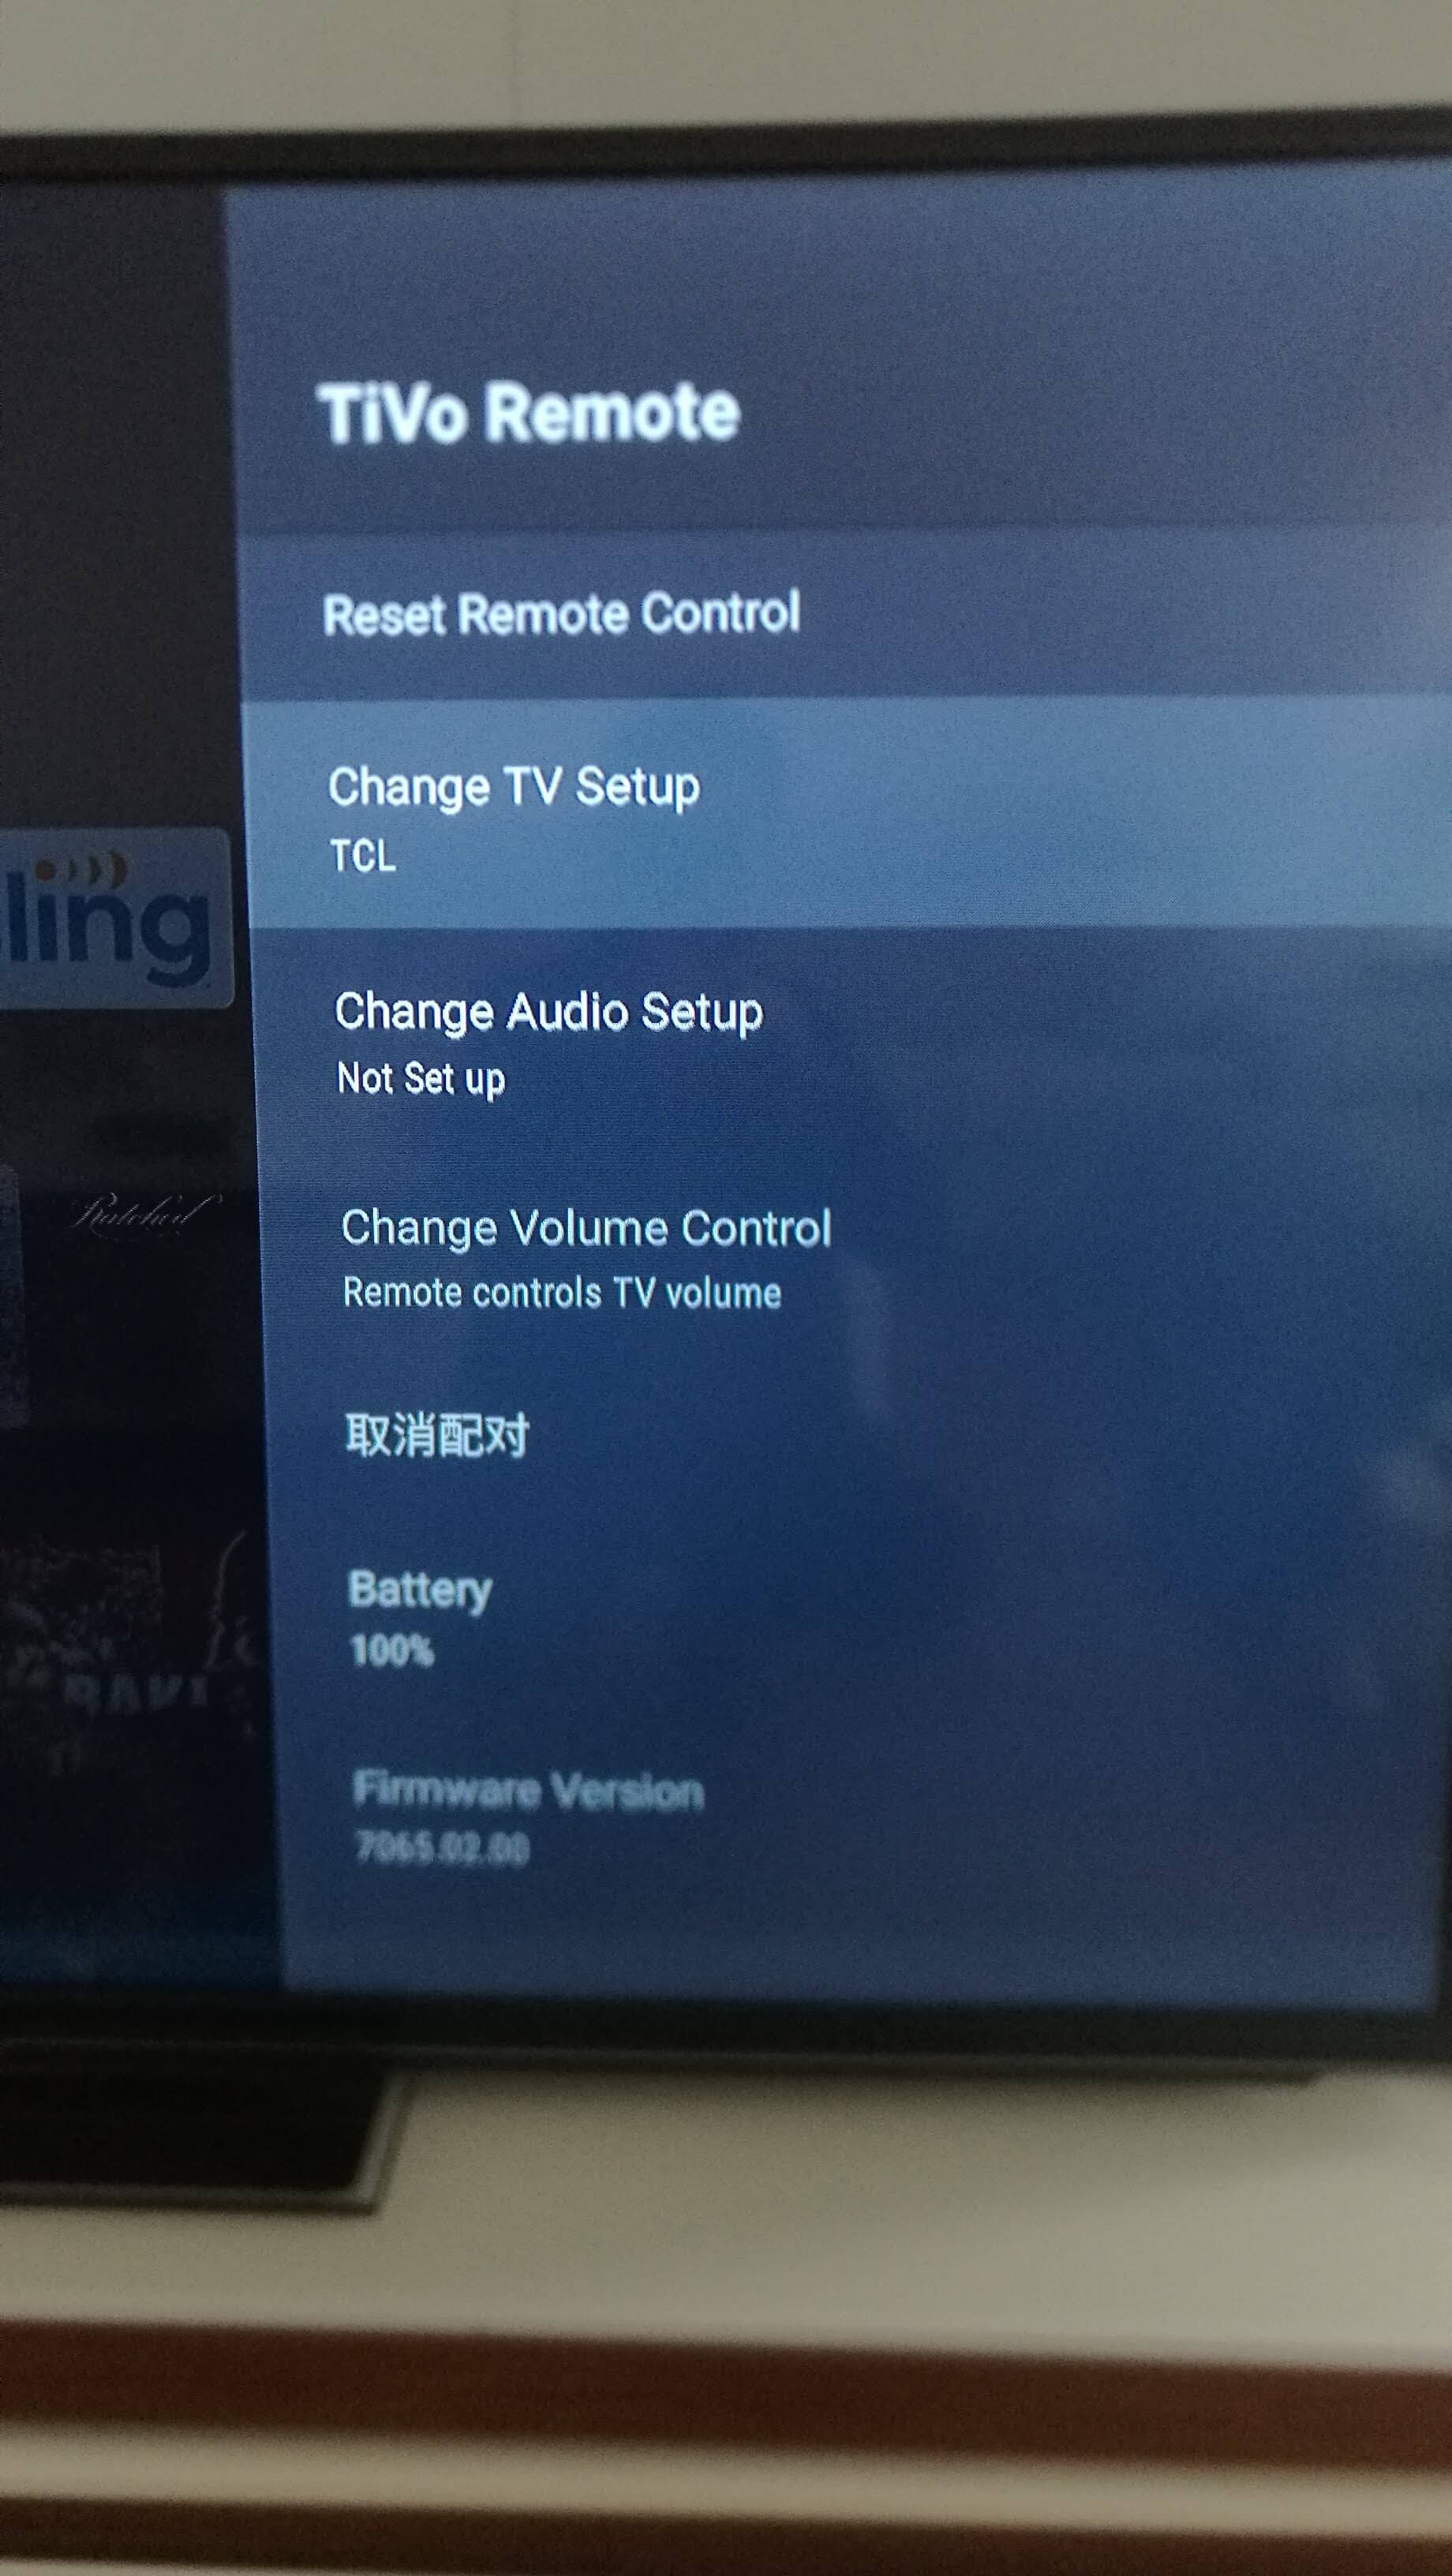 TiVo Remote
Reset Remote Control
Change TV Setup
TCL
ling
Change Audio Setup
Not Set up
Change Volume Control
Remote controls TV volume
Ratched
取消配对
Battery
100%
Firmware Version
7065.02.00